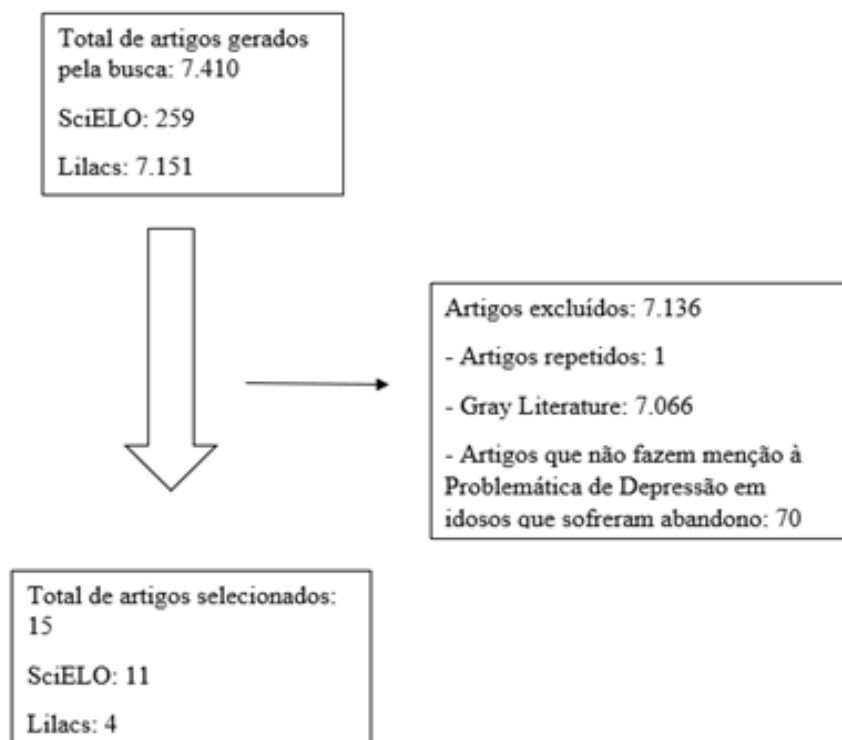 Total de artigos gerados
pela busca: 7.410
SciELO: 259
Lilacs: 7.151
Artigos excluídos: 7.136
- Artigos repetidos: 1
- Gray Literature: 7.066
- Artigos que não fazem menção à
Problemática de Depressão em
idosos que sofreram abandono: 70
Total de artigos selecionados:
15
SciELO: 11
Lilacs: 4